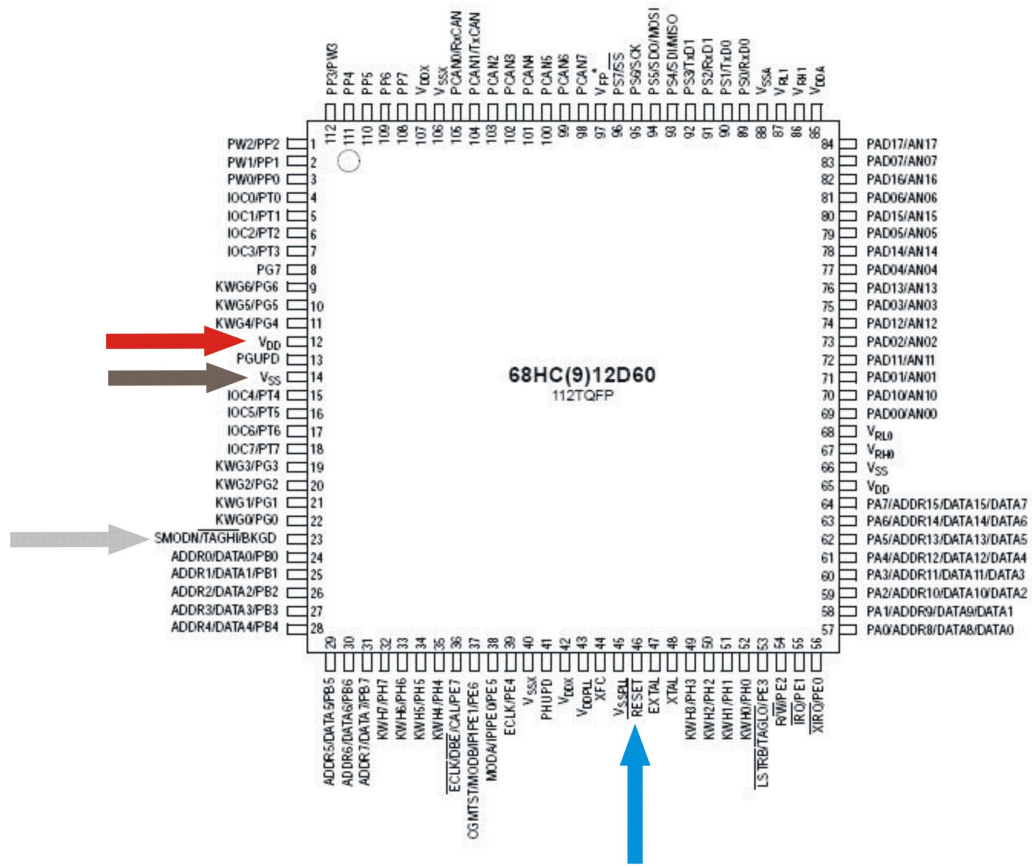 PP3/PW3
PP4
PP5
PP6
PP7
VDDX
VSSX
PCAN0/RxCAN
PCAN1/TxCAN
PCAN2
PCAN3
PCAN4
PCAN5
PCAN6
PCAN7
VFP*
PS7/SS
PS6/SCK
PS5/SDO/MOSI
PS4/SDI/MISO
PS3/TxD1
PS2/RxD1
PS1/TxD0
PS0/RxD0
VSSA
VRL1
VRH1
VDDA
112
111
110
109
108
107
106
105
104
103
102
101
100
99
98
97
96
95
94
93
92
91
90
89
88
87
86
85
PW2/PP2 1
PW1/PP1 2
PW0/PP0 3
IOC0/PT0 4
IOC1/PT1 5
IOC2/PT2 6
IOC3/PT3 7
PG7 8
KWG6/PG6 9
KWG5/PG5 10
KWG4/PG4 11
VDD 12
PGUPD 13
VSS 14
IOC4/PT4 15
IOC5/PT5 16
IOC6/PT6 17
IOC7/PT7 18
KWG3/PG3 19
KWG2/PG2 20
KWG1/PG1 21
KWG0/PG0 22
SMODN/TAGHI/BKGD 23
ADDR0/DATA0/PB0 24
ADDR1/DATA1/PB1 25
ADDR2/DATA2/PB2 26
ADDR3/DATA3/PB3 27
ADDR4/DATA4/PB4 28
68HC(9)12D60
112TQFP
84 PAD17/AN17
83 PAD07/AN07
82 PAD16/AN16
81 PAD06/AN06
80 PAD15/AN15
79 PAD05/AN05
78 PAD14/AN14
77 PAD04/AN04
76 PAD13/AN13
75 PAD03/AN03
74 PAD12/AN12
73 PAD02/AN02
72 PAD11/AN11
71 PAD01/AN01
70 PAD10/AN10
69 PAD00/AN00
68 VRL0
67 VRH0
66 VSS
65 VDD
64 PA7/ADDR15/DATA15/DATA7
63 PA6/ADDR14/DATA14/DATA6
62 PA5/ADDR13/DATA13/DATA5
61 PA4/ADDR12/DATA12/DATA4
60 PA3/ADDR11/DATA11/DATA3
59 PA2/ADDR10/DATA10/DATA2
58 PA1/ADDR9/DATA9/DATA1
57 PA0/ADDR8/DATA8/DATA0
29
30
31
32
33
34
35
36
37
38
39
40
41
42
43
44
45
46
47
48
49
50
51
52
53
54
55
56
ADDR5/DATA5/PB5
ADDR6/DATA6/PB6
ADDR7/DATA7/PB7
KWH7/PH7
KWH6/PH6
KWH5/PH5
KWH4/PH4
ECLK/DBE/CAL/PE7
CGMTST/MODB/IPIPE1/PE6
MODA/IPIPE0/PE5
ECLK/PE4
VSSX
PHUPD
VDDX
VDDPLL
XFC
VSSPLL
RESET
EXTAL
XTAL
KWH3/PH3
KWH2/PH2
KWH1/PH1
KWH0/PH0
LSTRB/TAGLO/PE3
R/W/PE2
IRQ/PE1
XIRQ/PE0